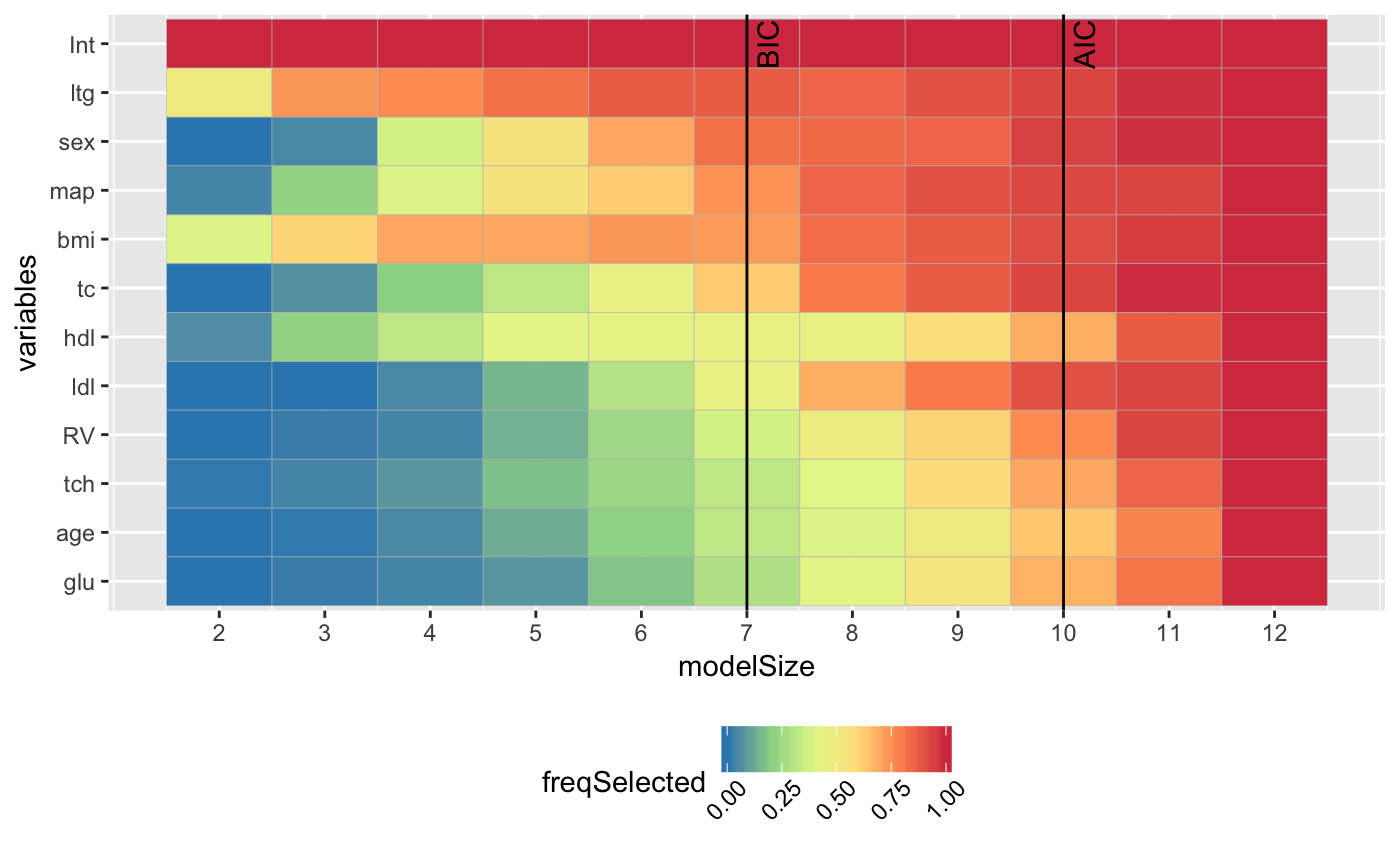 BIC
AIC
Int
ltg
sex
map
bmi
tc
hdl
ldl
RV
tch
age
glu
variables
2 3 4 5 6 7 8 9 10 11 12
modelSize
freqSelected
0.00 0.25 0.50 0.75 1.00